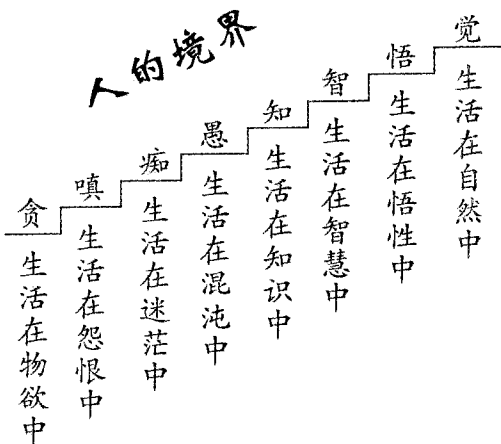 人的境界
贪
生活在物欲中
嗔
生活在怨恨中
痴
生活在迷茫中
愚
生活在混沌中
知
生活在知识中
智
生活在智慧中
悟
生活在悟性中
觉
生活在自然中